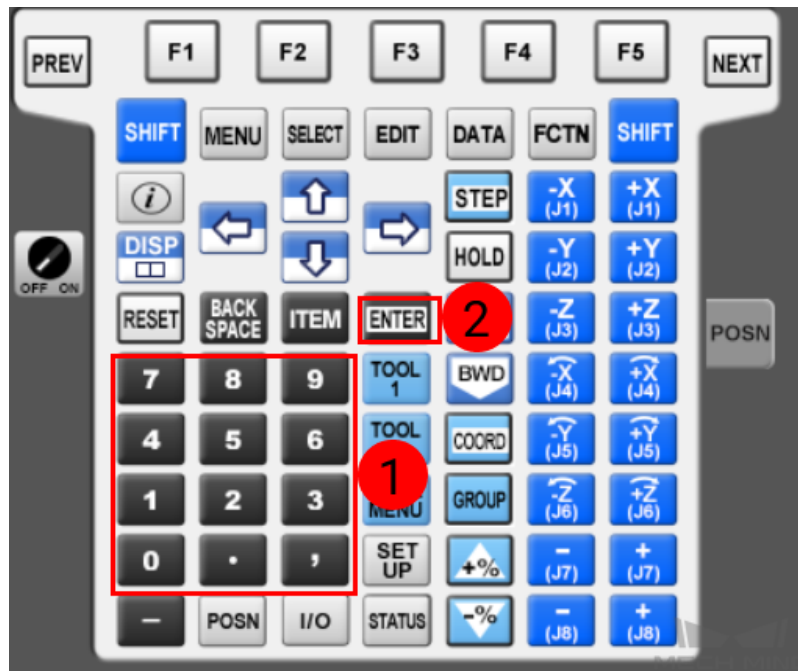 PREV F1 F2 F3 F4 F5 NEXT
SHIFT MENU SELECT EDIT DATA FCTN SHIFT
i STEP -X +X
(J1) (J1)
DISP HOLD -Y +Y
(J2) (J2)
OFF ON
RESET BACK SPACE ITEM ENTER 2 -Z +Z
(J3) (J3)
POSN
7 8 9 TOOL 1 BWD -X +X
(J4) (J4)
4 5 6 TOOL COORD -Y +Y
(J5) (J5)
1
1 2 3 MENU GROUP -Z +Z
(J6) (J6)
0 . , SET UP +% - +
(J7) (J7)
- POSN I/O STATUS -% - +
(J8) (J8)